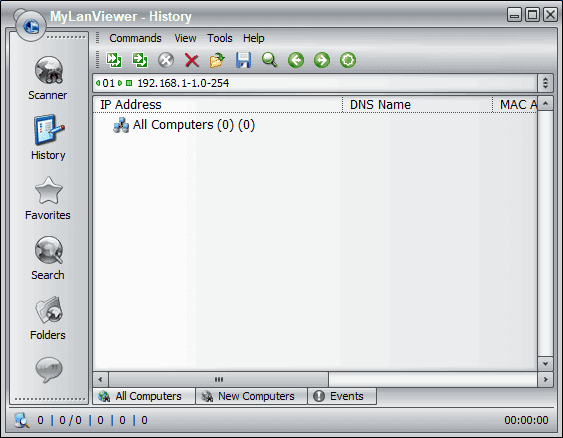 MyLanViewer - History
Commands View Tools Help
01 192.168.1-1.0-254
Scanner
History
Favorites
Search
Folders
IP Address DNS Name MAC A
All Computers (0) (0)
All Computers New Computers Events
0 | 0 / 0 | 0 | 0 | 0 00:00:00